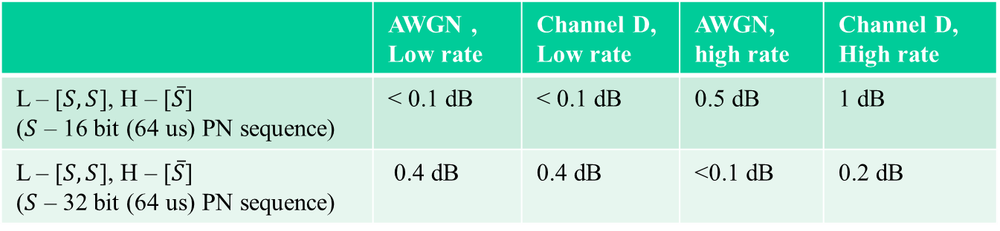 AWGN ,
Low rate
Channel D,
Low rate
AWGN,
high rate
Channel D,
High rate
L – [𝑆, 𝑆], H – [𝑆̄]
(𝑆 – 16 bit (64 us) PN sequence)
< 0.1 dB
< 0.1 dB
0.5 dB
1 dB
L – [𝑆, 𝑆], H – [𝑆̄]
(𝑆 – 32 bit (64 us) PN sequence)
0.4 dB
0.4 dB
<0.1 dB
0.2 dB